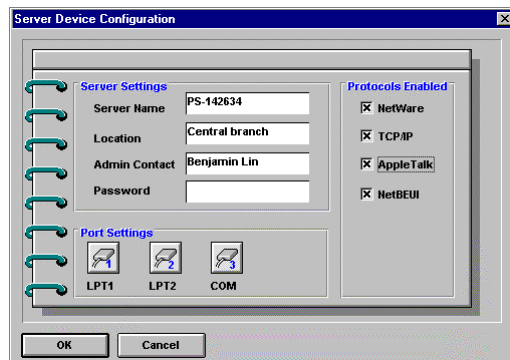 Server Device Configuration
Server Settings
Server Name PS-142634
Location Central branch
Admin Contact Benjamin Lin
Password
Protocols Enabled
NetWare
TCP/IP
AppleTalk
NetBEUI
Port Settings
1 2 3
LPT1 LPT2 COM
OK Cancel